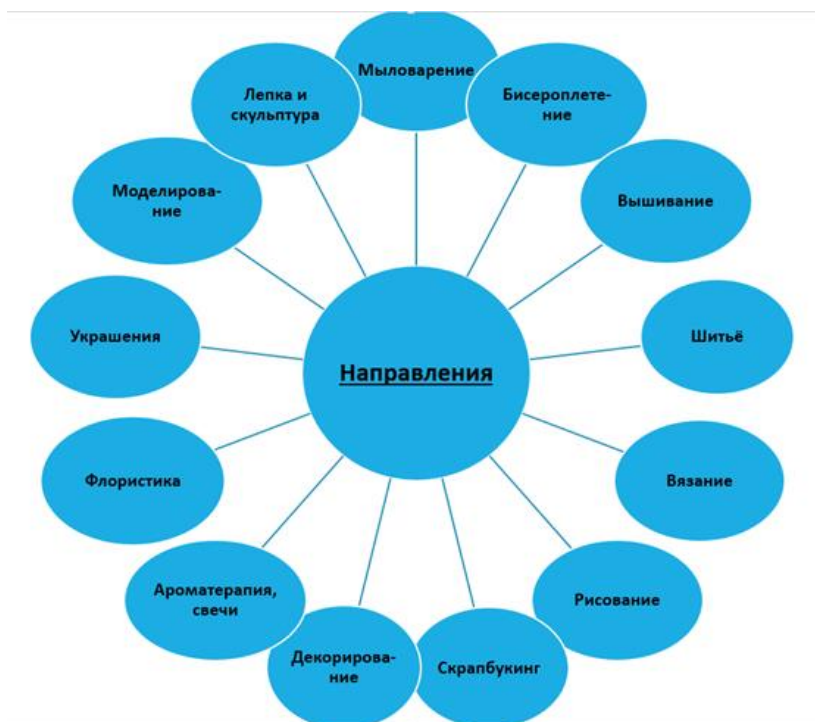 Мыловарение
Бисероплете-
ние
Вышивание
Шитьё
Вязание
Рисование
Скрапбукинг
Декорирова-
ние
Ароматерапия,
свечи
Флористика
Украшения
Моделирова-
ние
Лепка и
скульптура
Направления